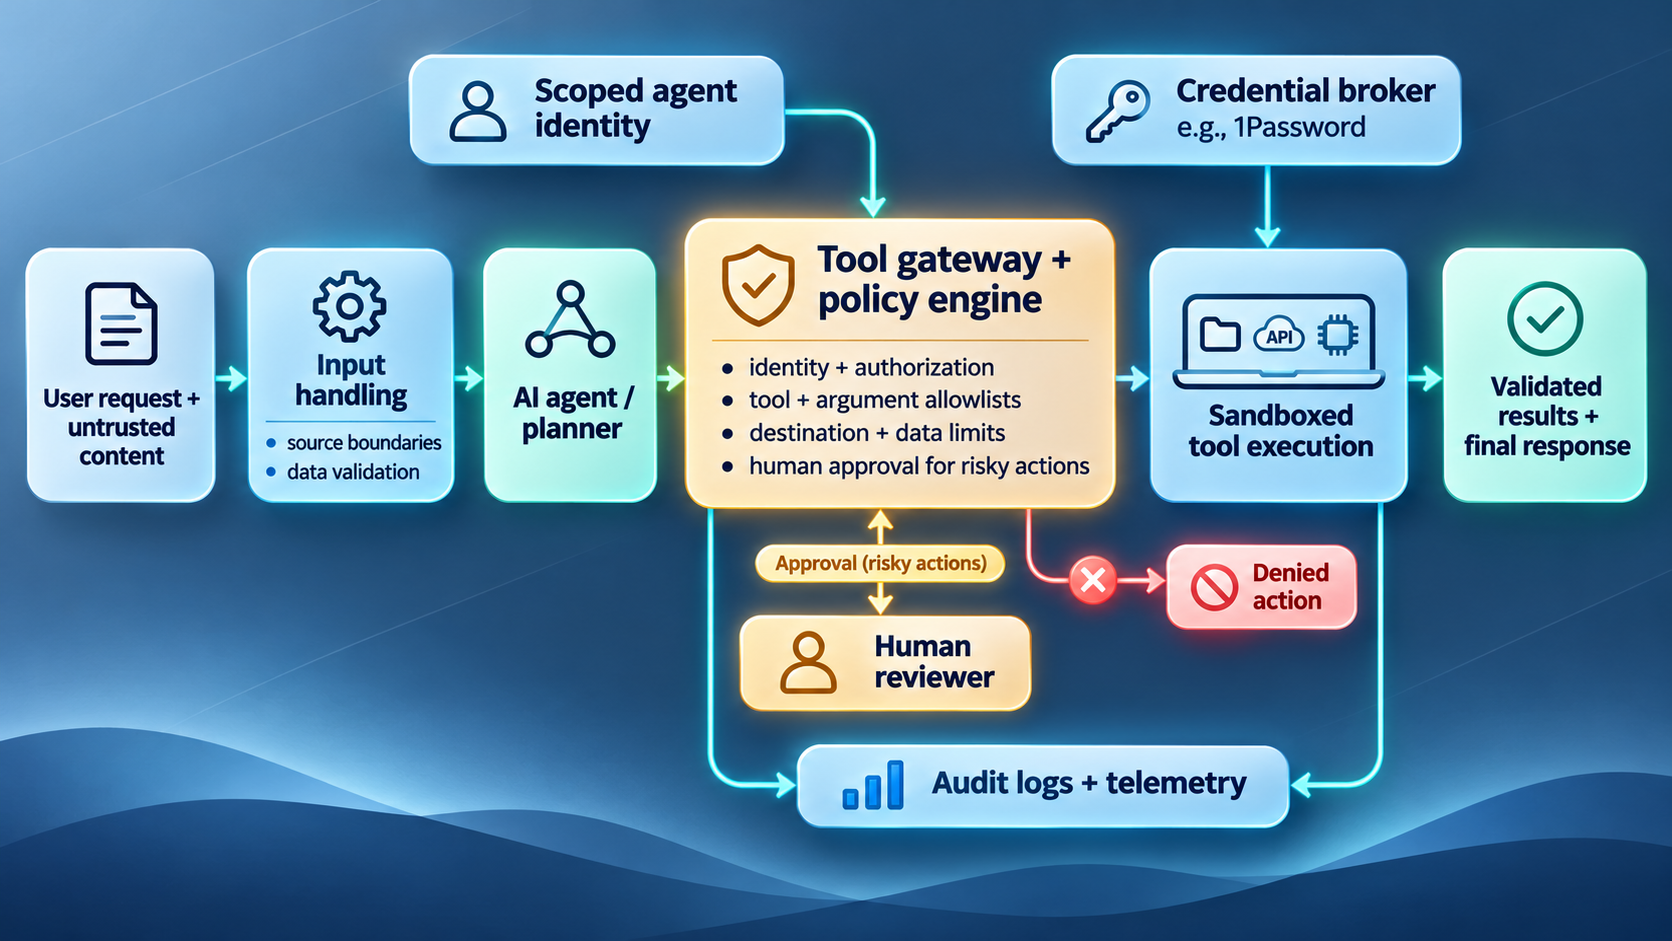 Scoped agent
identity
Credential broker
e.g., 1Password
User request +
untrusted
content
Input
handling
• source boundaries
• data validation
AI agent /
planner
Tool gateway +
policy engine
• identity + authorization
• tool + argument allowlists
• destination + data limits
• human approval for risky actions
API
Sandboxed
tool execution
Validated
results +
final response
Approval (risky actions)
Denied
action
Human
reviewer
Audit logs + telemetry